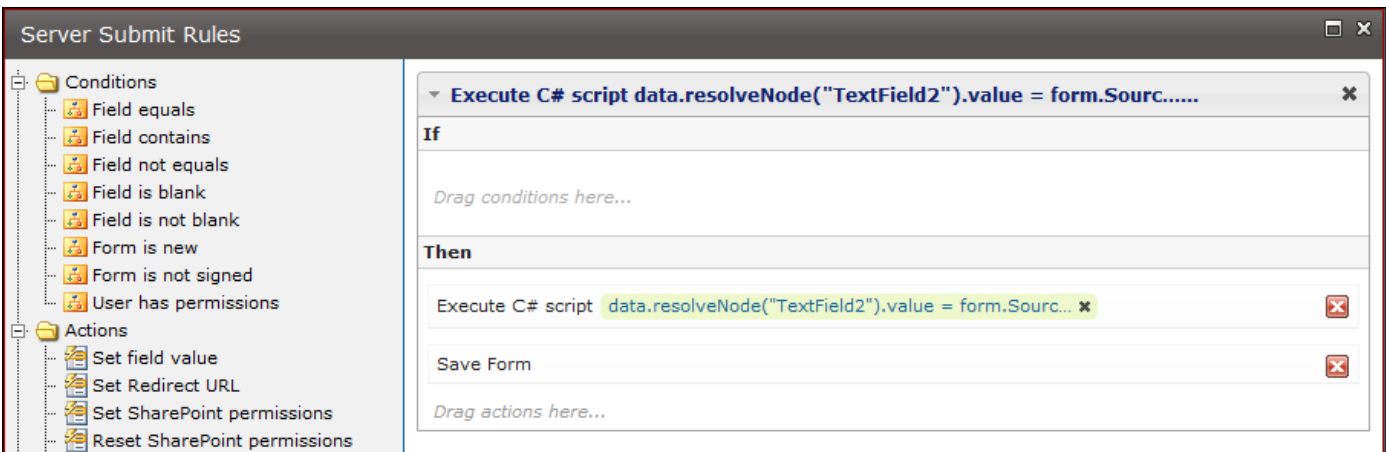 Server Submit Rules
Conditions
Field equals
Field contains
Field not equals
Field is blank
Field is not blank
Form is new
Form is not signed
User has permissions
Actions
Set field value
Set Redirect URL
Set SharePoint permissions
Reset SharePoint permissions
Execute C# script data.resolveNode("TextField2").value = form.Sourc......
If
Drag conditions here...
Then
Execute C# script data.resolveNode("TextField2").value = form.Sourc...
Save Form
Drag actions here...